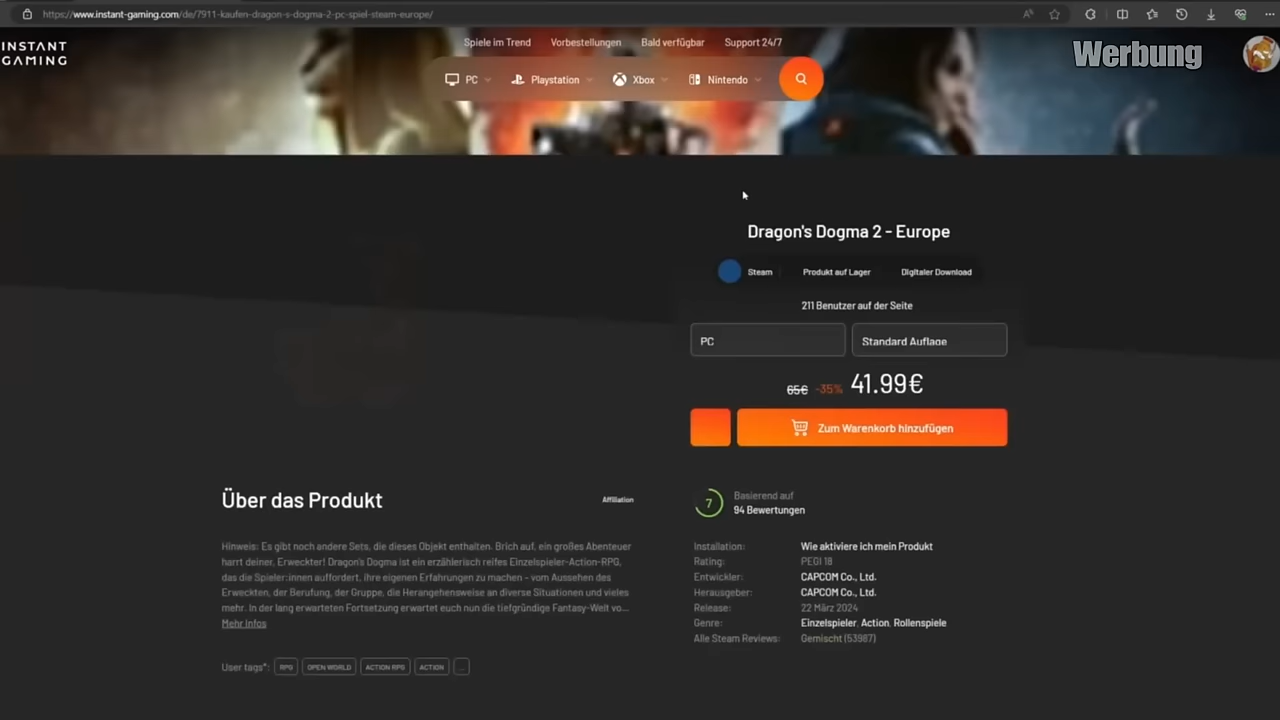 https://www.instant-gaming.com/de/7911-kaufen-dragon-s-dogma-2-pc-spiel-steam-europe/
INSTANT
GAMING
Spiele im Trend Vorbestellungen Bald verfügbar Support 24/7
Werbung
PC Playstation Xbox Nintendo
Dragon's Dogma 2 - Europe
Steam Produkt auf Lager Digitaler Download
211 Benutzer auf der Seite
PC Standard Auflage
65€ -35% 41.99€
Zum Warenkorb hinzufügen
Über das Produkt Affiliation
7 Basierend auf
94 Bewertungen
Hinweis: Es gibt noch andere Sets, die dieses Objekt enthalten. Brich auf, ein großes Abenteuer
harrt deiner, Erweckter! Dragon's Dogma ist ein erzählerisch reifes Einzelspieler-Action-RPG,
das die Spieler:innen auffordert, ihre eigenen Erfahrungen zu machen – vom Aussehen des
Erweckten, der Berufung, der Gruppe, die Herangehensweise an diverse Situationen und vieles
mehr. In der lang erwarteten Fortsetzung erwartet euch nun die tiefgründige Fantasy-Welt vo...
Mehr Infos
Installation: Wie aktiviere ich mein Produkt
Rating: PEGI 18
Entwickler: CAPCOM Co., Ltd.
Herausgeber: CAPCOM Co., Ltd.
Release: 22 März 2024
Genre: Einzelspieler, Action, Rollenspiele
Alle Steam Reviews: Gemischt (53987)
User tags*: RPG OPEN WORLD ACTION RPG ACTION ...